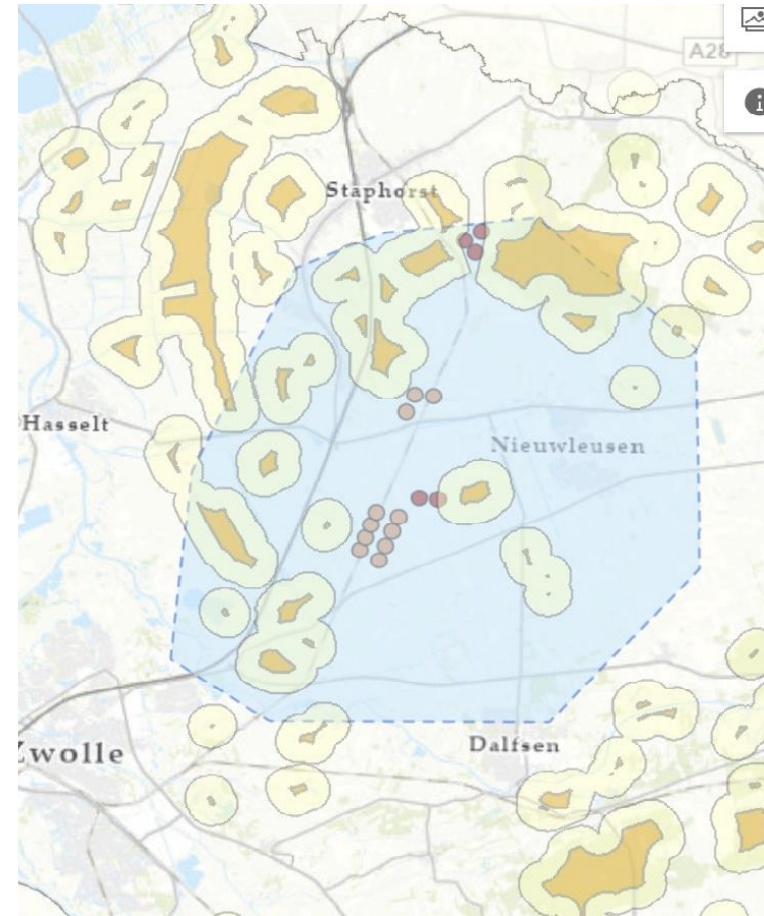 A28
Staphorst
Hasselt
Nieuwleusen
Dalfsen
Zwolle